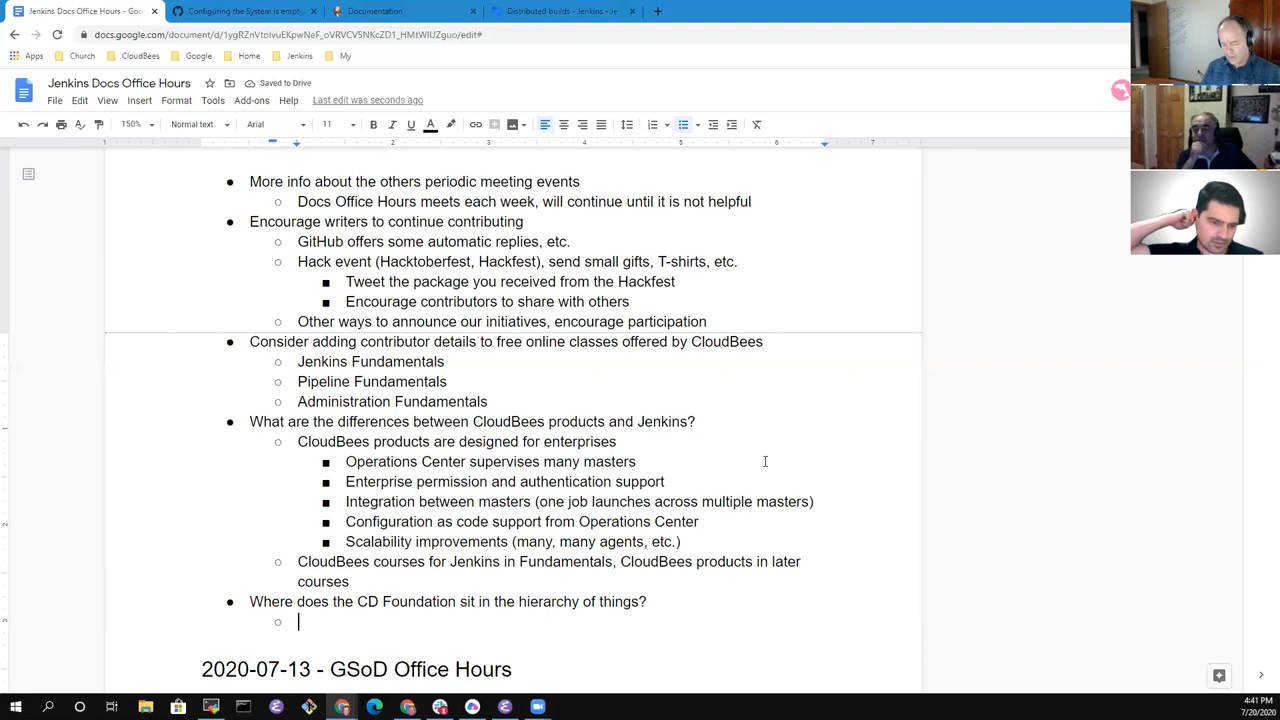 Jenkins Docs Office Hours - Goo
Configuring the System is empt
Documentation
Distributed builds - Jenkins - Je
docs.google.com/document/d/1ygRZnVtoIvuEKpwNeF_oVRVCV5NKcZD1_HMtWlUZguo/edit#
Apps
Church
CloudBees
Google
Home
Jenkins
My
Jenkins Docs Office Hours
Saved to Drive
File Edit View Insert Format Tools Add-ons Help Last edit was seconds ago
150% Normal text Arial 11
1 1 2 3 4 5 6 7
● More info about the others periodic meeting events
○ Docs Office Hours meets each week, will continue until it is not helpful
● Encourage writers to continue contributing
○ GitHub offers some automatic replies, etc.
○ Hack event (Hacktoberfest, Hackfest), send small gifts, T-shirts, etc.
■ Tweet the package you received from the Hackfest
■ Encourage contributors to share with others
○ Other ways to announce our initiatives, encourage participation
● Consider adding contributor details to free online classes offered by CloudBees
○ Jenkins Fundamentals
○ Pipeline Fundamentals
○ Administration Fundamentals
● What are the differences between CloudBees products and Jenkins?
○ CloudBees products are designed for enterprises
■ Operations Center supervises many masters
■ Enterprise permission and authentication support
■ Integration between masters (one job launches across multiple masters)
■ Configuration as code support from Operations Center
■ Scalability improvements (many, many agents, etc.)
○ CloudBees courses for Jenkins in Fundamentals, CloudBees products in later
courses
● Where does the CD Foundation sit in the hierarchy of things?
○
2020-07-13 - GSoD Office Hours
4:41 PM
7/20/2020